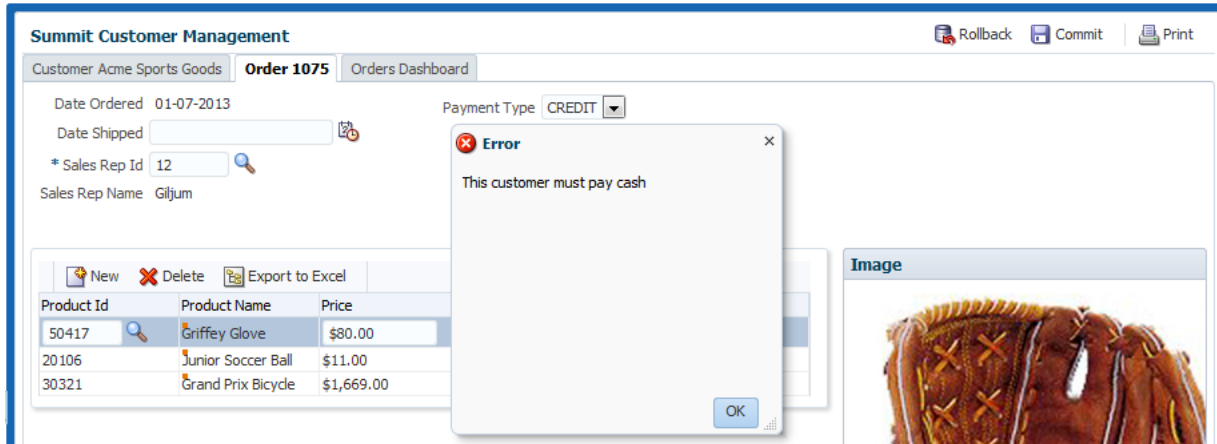 Summit Customer Management
Rollback Commit Print
Customer Acme Sports Goods Order 1075 Orders Dashboard
Date Ordered 01-07-2013
Payment Type CREDIT
Date Shipped
* Sales Rep Id 12
Sales Rep Name Giljum
Error
This customer must pay cash
OK
New Delete Export to Excel
Product Id Product Name Price
50417 Griffey Glove $80.00
20106 Junior Soccer Ball $11.00
30321 Grand Prix Bicycle $1,669.00
Image